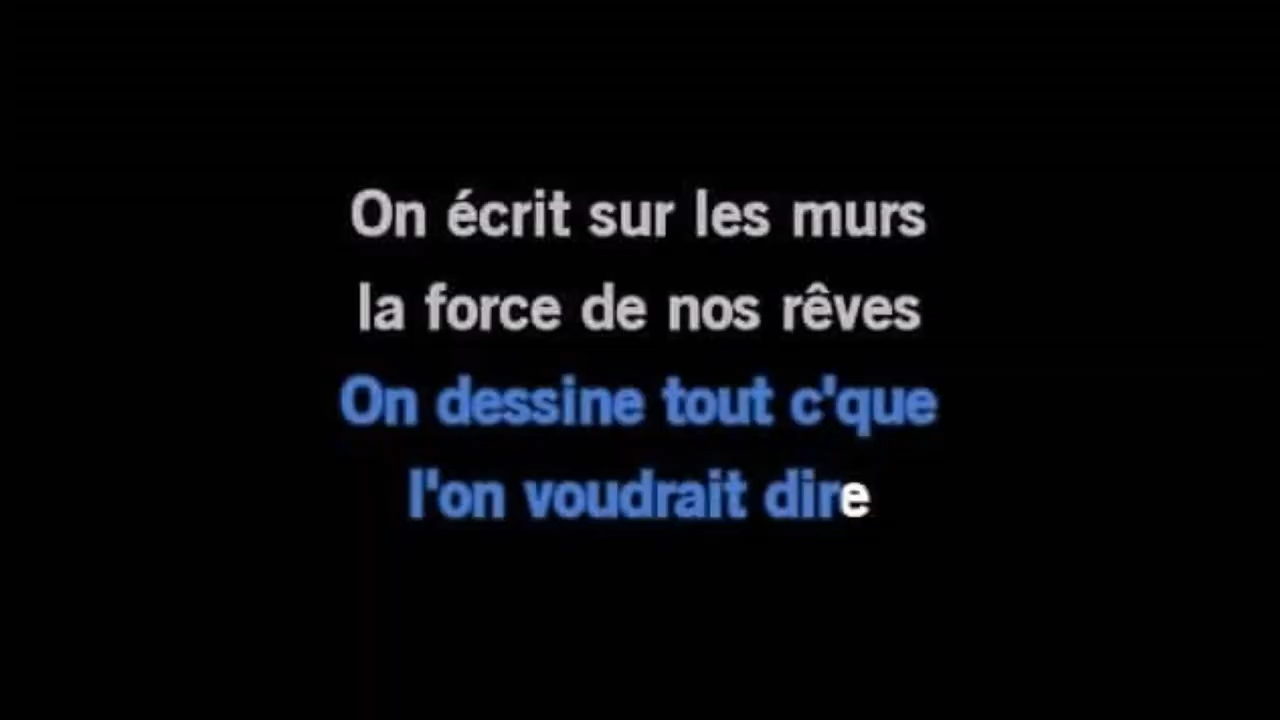 On écrit sur les murs
la force de nos rêves
On dessine tout c'que
l'on voudrait dire